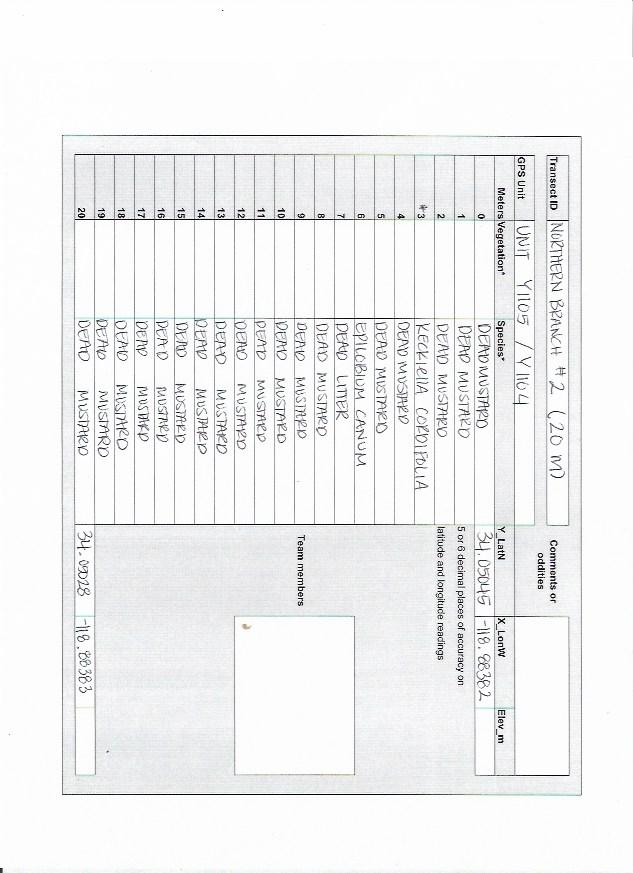 Transect ID NORTHERN BRANCH #2 (20 M) Comments or oddities
GPS Unit UNIT Y1105 / Y1104
Meters Vegetation* Species* Y_LatN X_LonW Elev_m
0 DEAD MUSTARD 34.05045 -118.88382
1 DEAD MUSTARD 5 or 6 decimal places of accuracy on
2 DEAD MUSTARD latitude and longitude readings
*3 KECKIELLA CORDIFOLIA
4 DEAD MUSTARD
5 DEAD MUSTARD
6 EPILOBIUM CANUM
7 DEAD LITTER
8 DEAD MUSTARD
9 DEAD MUSTARD Team members
10 DEAD MUSTARD
11 DEAD MUSTARD
12 DEAD MUSTARD
13 DEAD MUSTARD
14 DEAD MUSTARD
15 DEAD MUSTARD
16 DEAD MUSTARD
17 DEAD MUSTARD
18 DEAD MUSTARD
19 DEAD MUSTARD
20 DEAD MUSTARD 34.05028 -118.88383